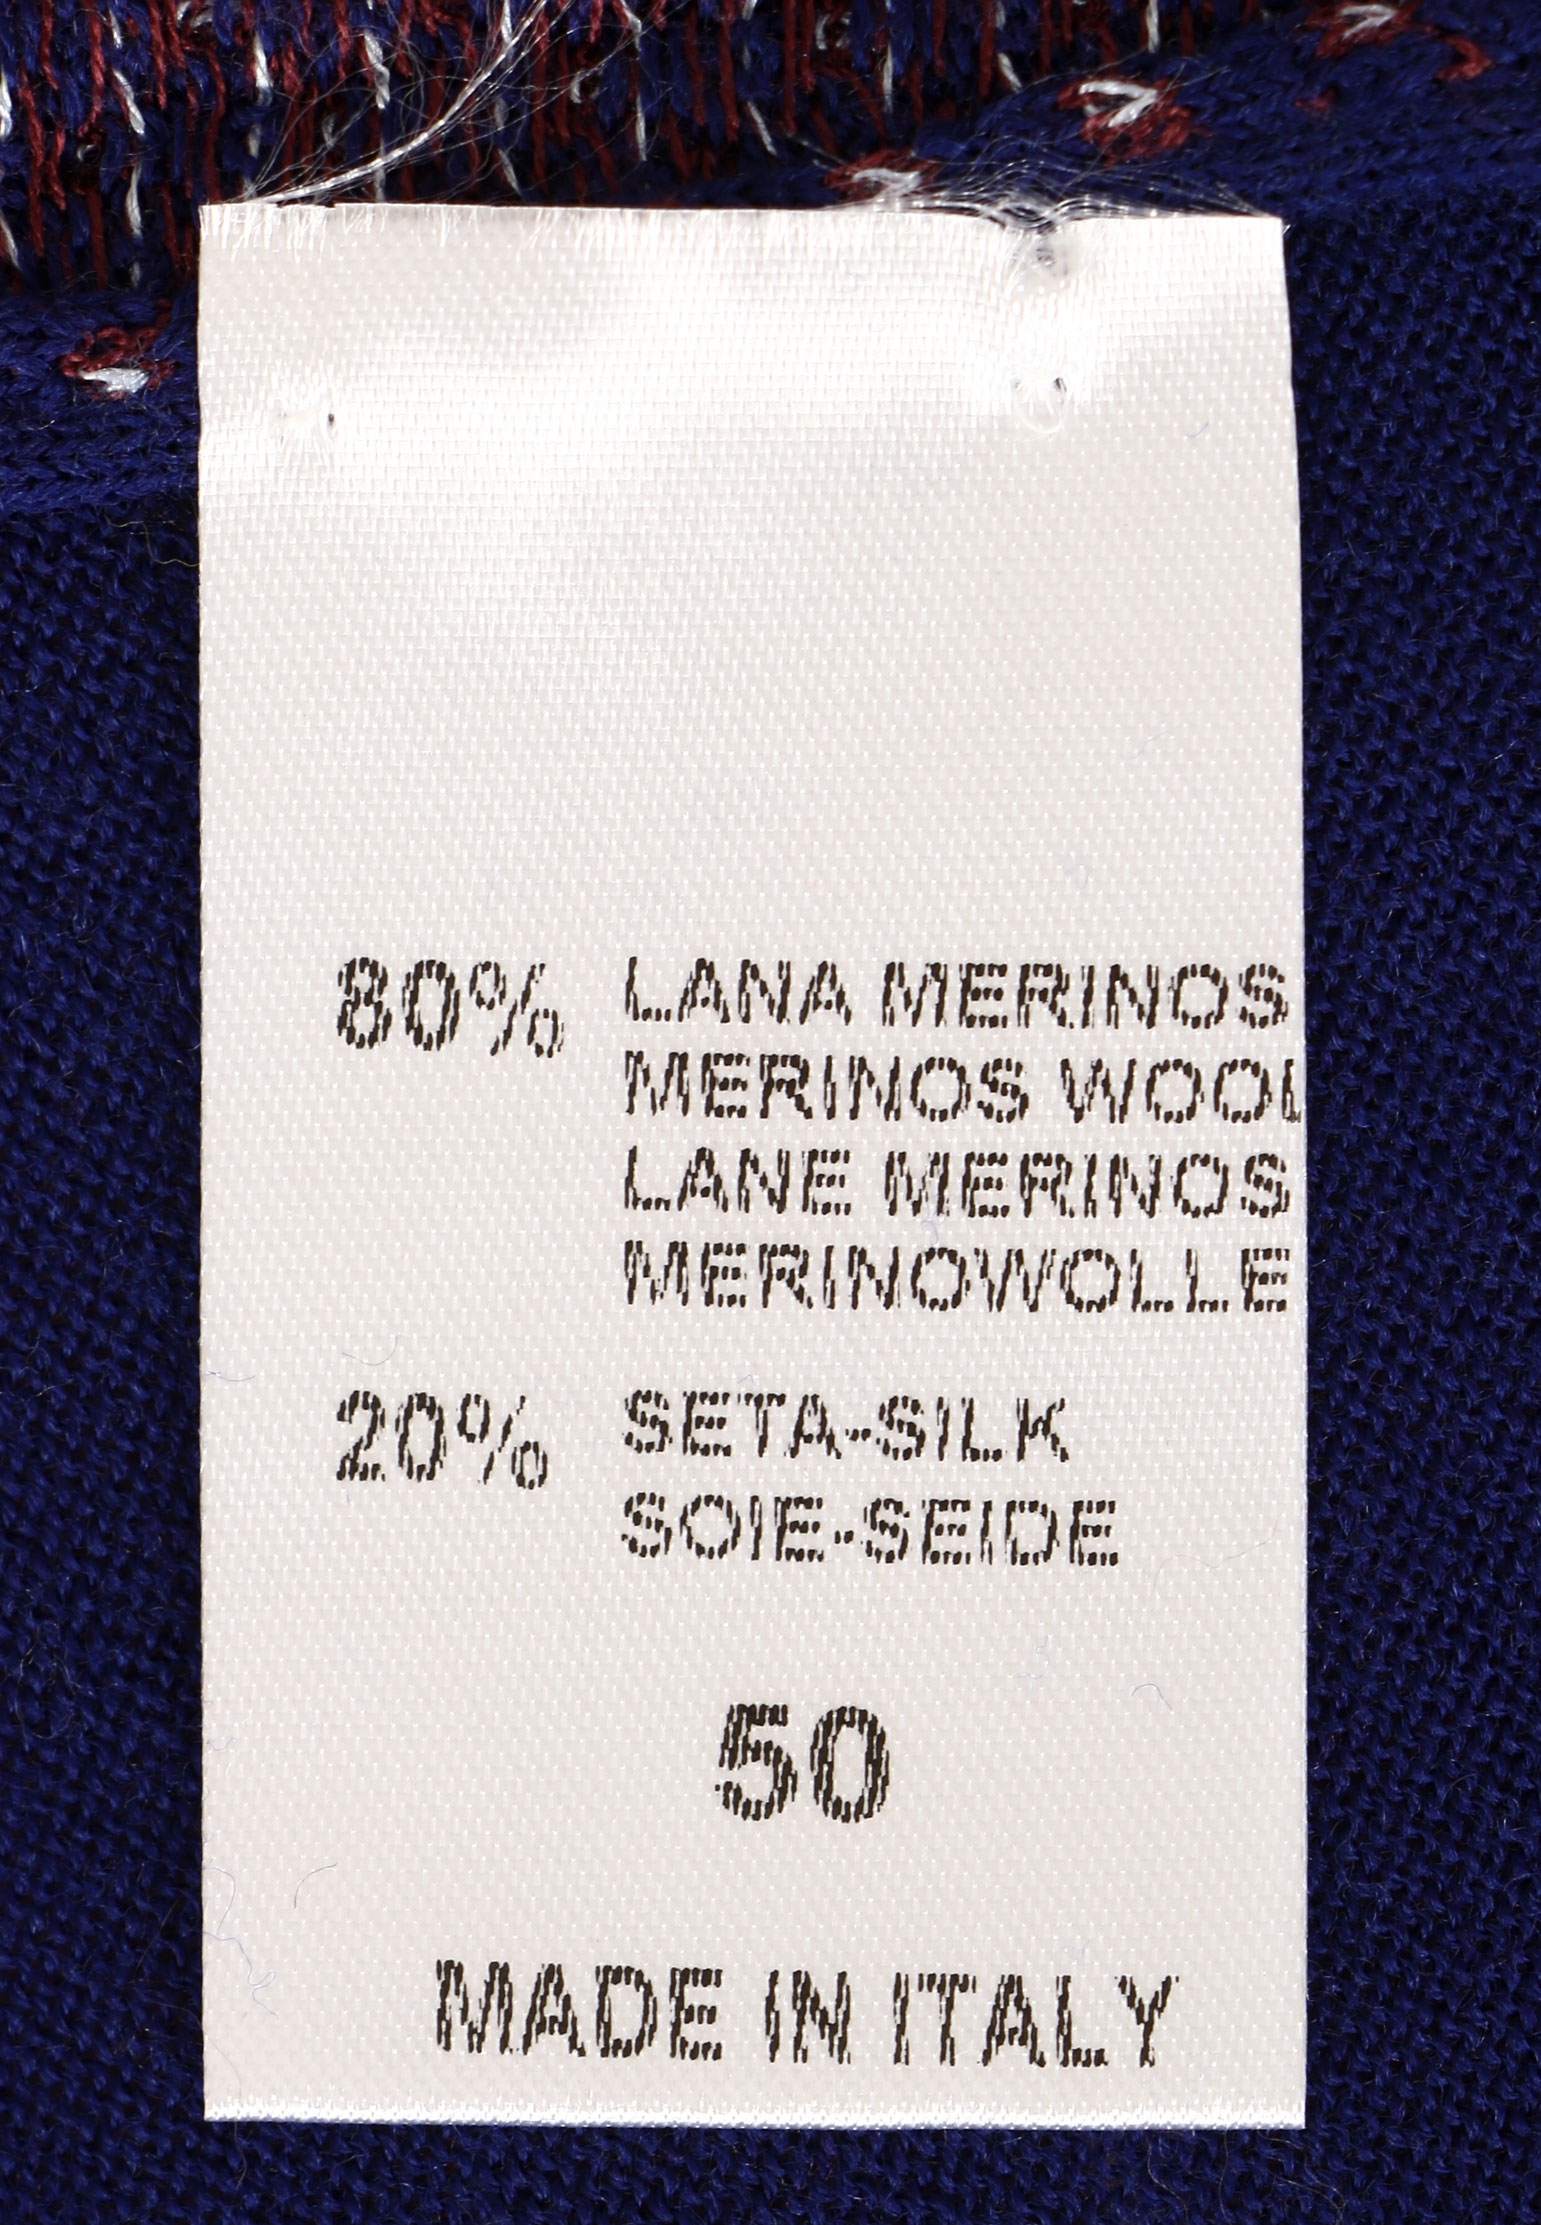 80% LANA MERINOS
MERINOS WOOL
LANE MERINOS
MERINOWOLLE
20% SETA-SILK
SOIE-SEIDE
50
MADE IN ITALY